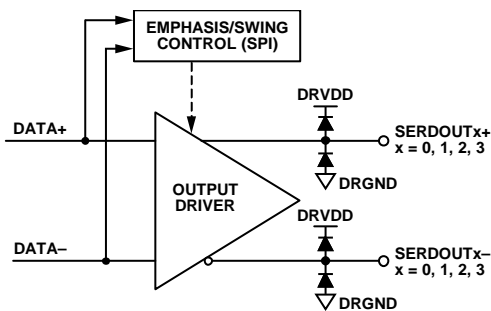 EMPHASIS/SWING
CONTROL (SPI)
DRVDD
DATA+
SERDOUTx+
x = 0, 1, 2, 3
DRGND
OUTPUT
DRIVER
DRVDD
DATA–
SERDOUTx–
x = 0, 1, 2, 3
DRGND